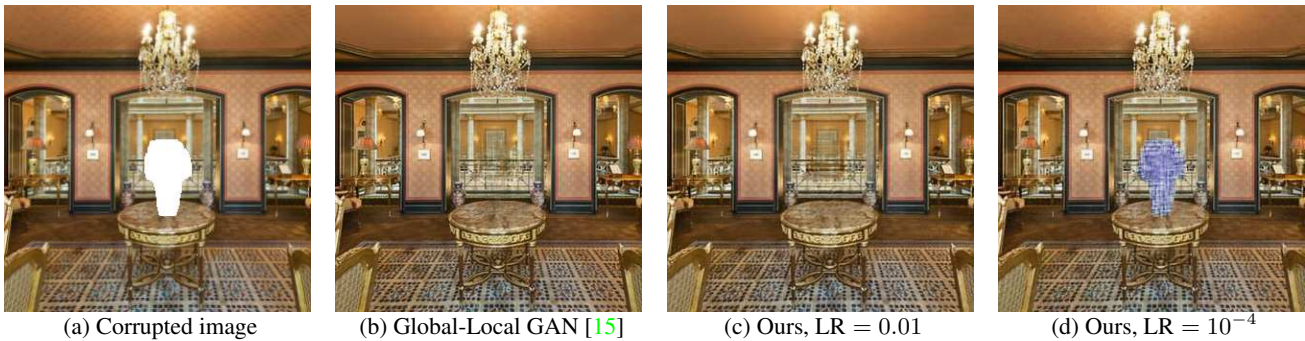 (a) Corrupted image
(b) Global-Local GAN [15]
(c) Ours, LR = 0.01
(d) Ours, LR = 10⁻⁴